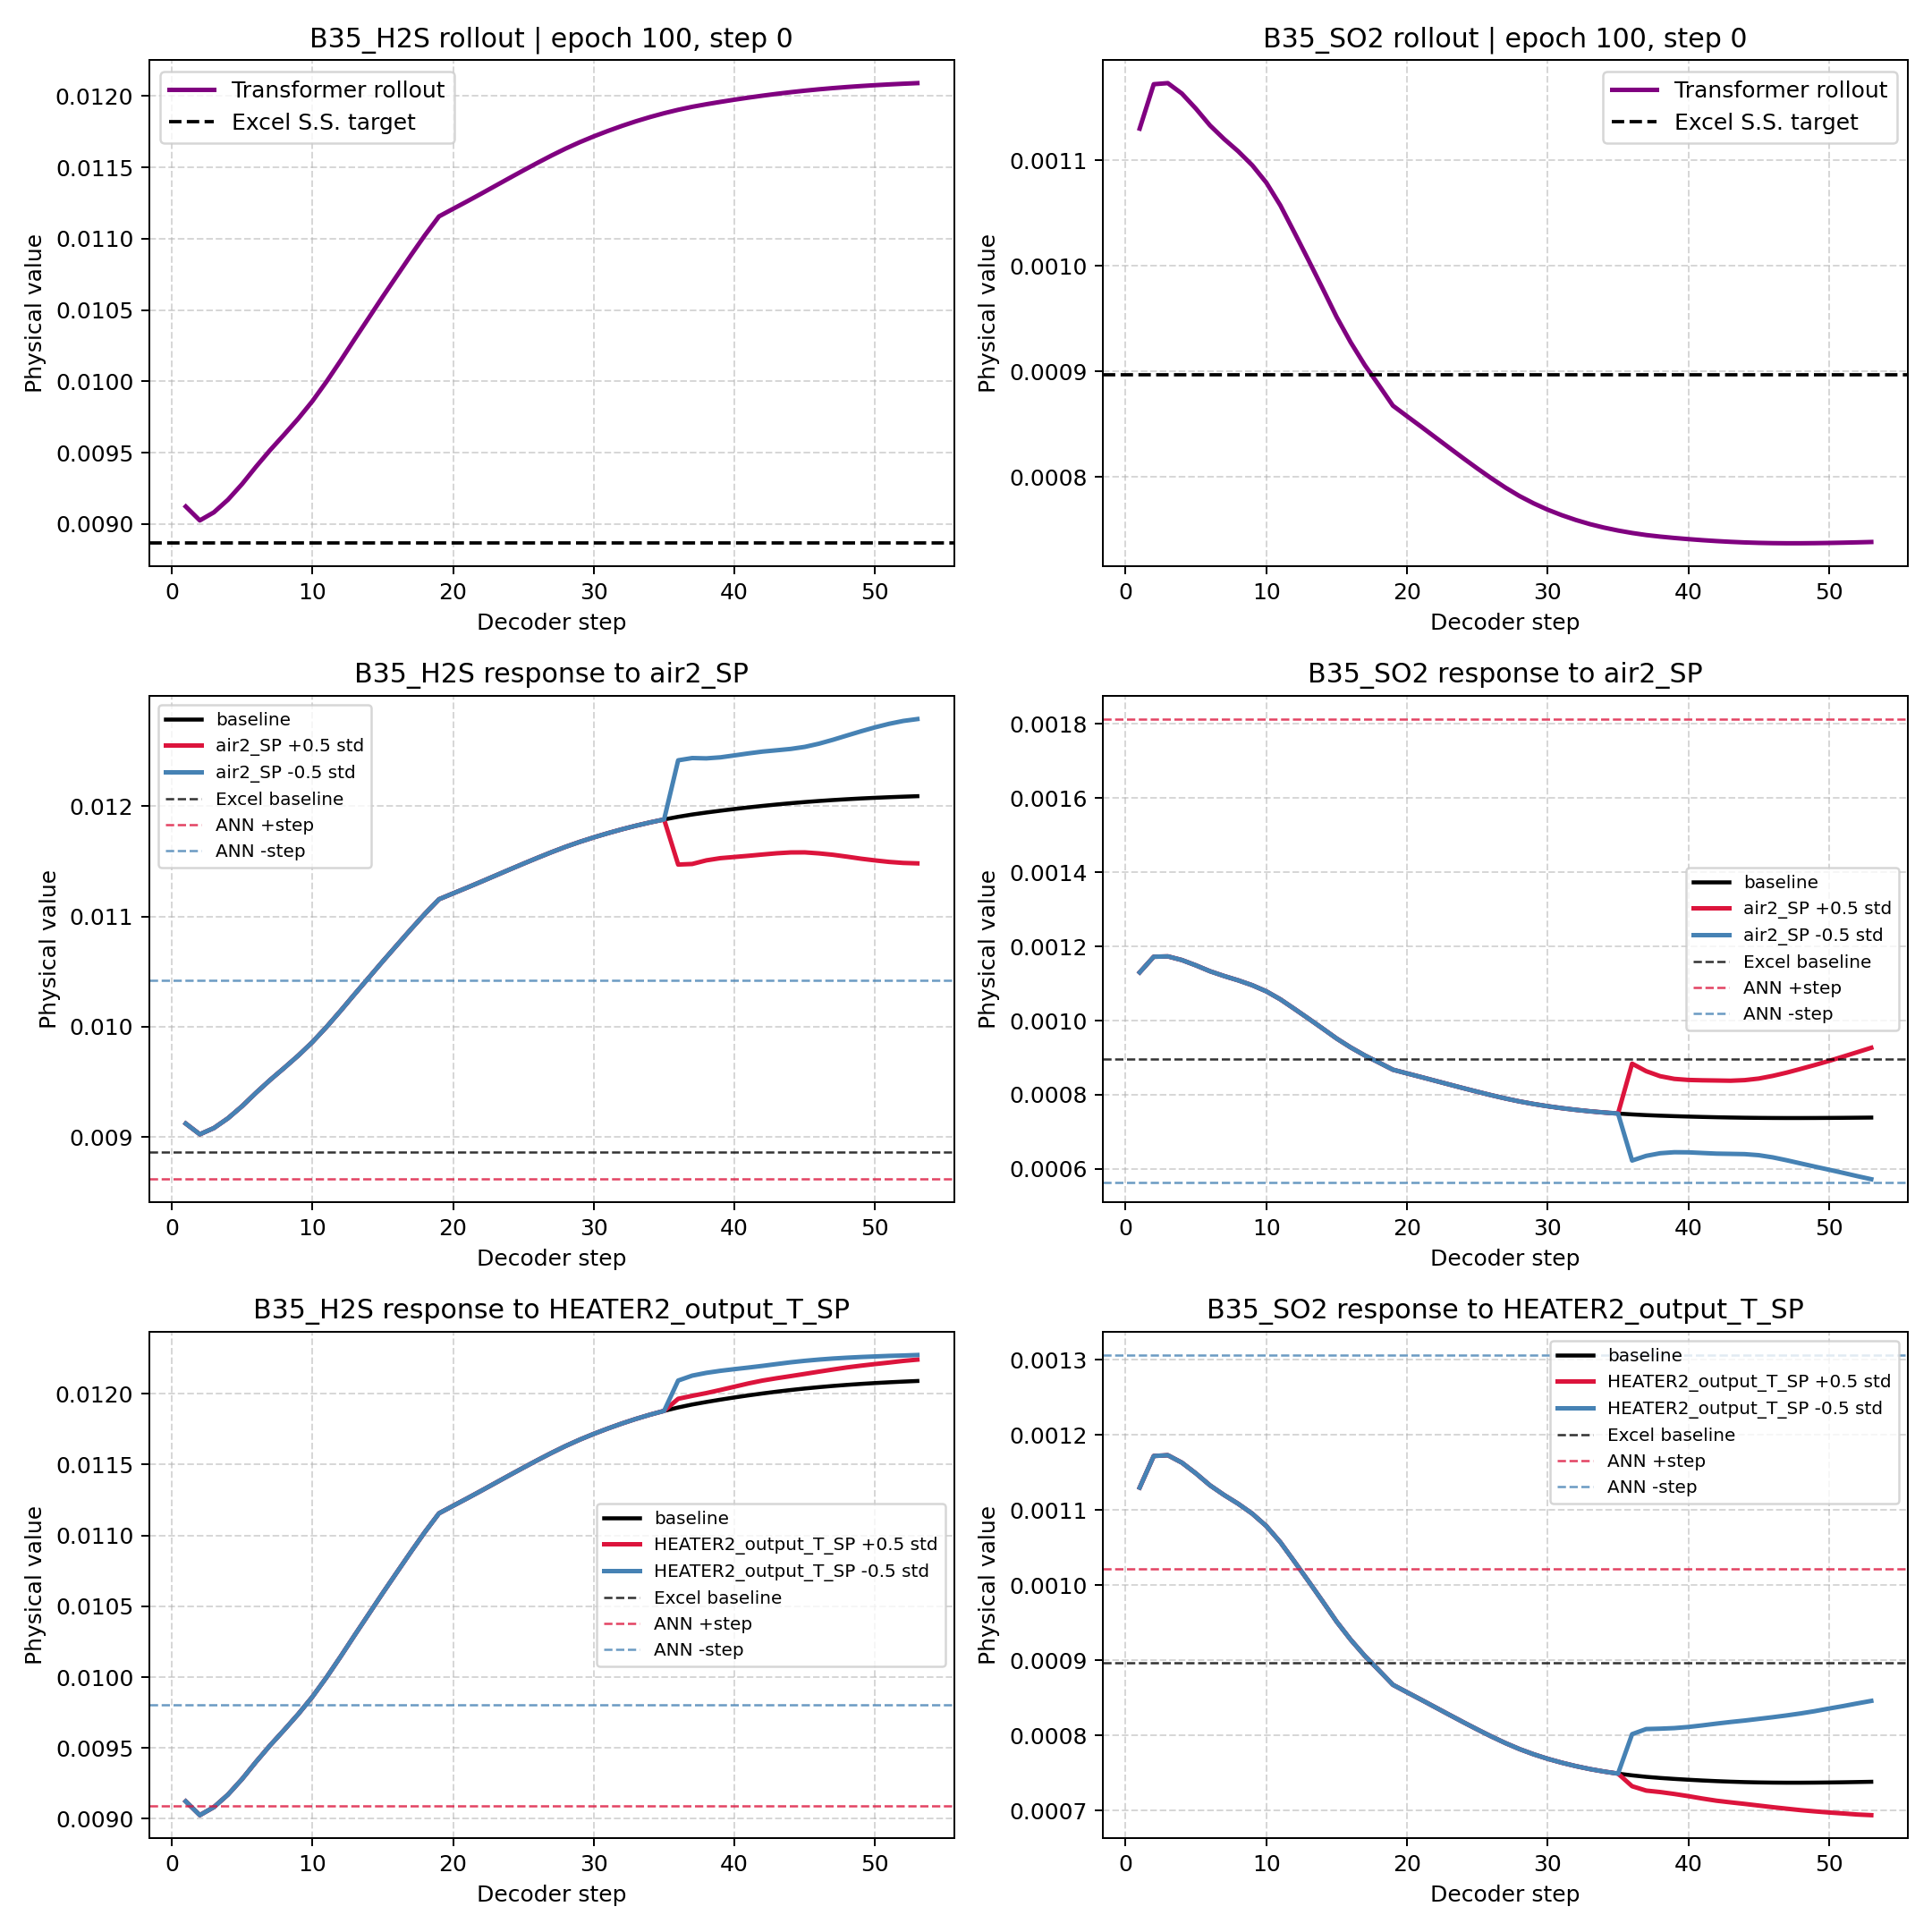 B35_H2S rollout | epoch 100, step 0
Physical value
0.0120
0.0115
0.0110
0.0105
0.0100
0.0095
0.0090
Transformer rollout
Excel S.S. target
0 10 20 30 40 50
Decoder step
B35_SO2 rollout | epoch 100, step 0
Physical value
0.0011
0.0010
0.0009
0.0008
Transformer rollout
Excel S.S. target
0 10 20 30 40 50
Decoder step
B35_H2S response to air2_SP
Physical value
0.012
0.011
0.010
0.009
baseline
air2_SP +0.5 std
air2_SP -0.5 std
Excel baseline
ANN +step
ANN -step
0 10 20 30 40 50
Decoder step
B35_SO2 response to air2_SP
Physical value
0.0018
0.0016
0.0014
0.0012
0.0010
0.0008
0.0006
baseline
air2_SP +0.5 std
air2_SP -0.5 std
Excel baseline
ANN +step
ANN -step
0 10 20 30 40 50
Decoder step
B35_H2S response to HEATER2_output_T_SP
Physical value
0.0120
0.0115
0.0110
0.0105
0.0100
0.0095
0.0090
baseline
HEATER2_output_T_SP +0.5 std
HEATER2_output_T_SP -0.5 std
Excel baseline
ANN +step
ANN -step
0 10 20 30 40 50
Decoder step
B35_SO2 response to HEATER2_output_T_SP
Physical value
0.0013
0.0012
0.0011
0.0010
0.0009
0.0008
0.0007
baseline
HEATER2_output_T_SP +0.5 std
HEATER2_output_T_SP -0.5 std
Excel baseline
ANN +step
ANN -step
0 10 20 30 40 50
Decoder step